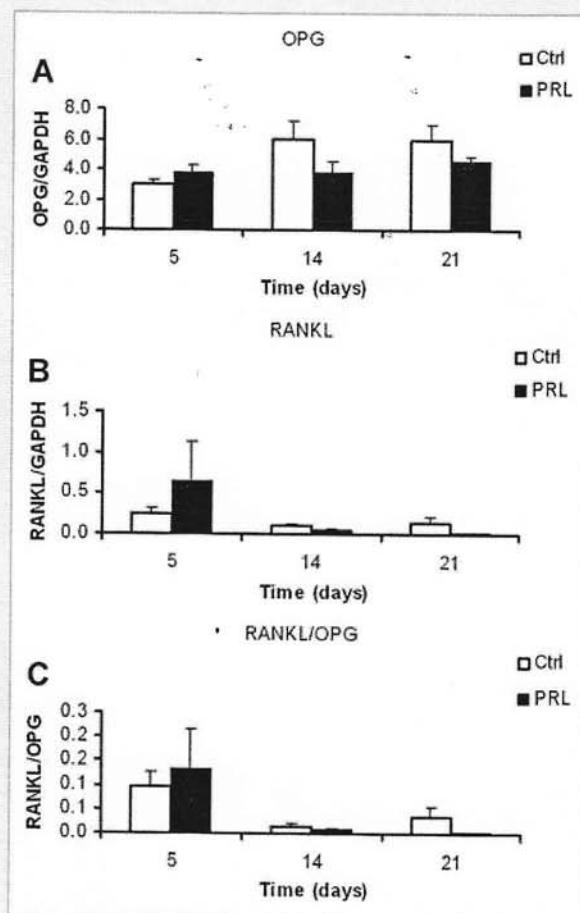 OPG
A
Ctrl
PRL
OPG/GAPDH
8.0
6.0
4.0
2.0
0.0
5 14 21
Time (days)
RANKL
B
Ctrl
PRL
RANKL/GAPDH
1.5
1.0
0.5
0.0
5 14 21
Time (days)
RANKL/OPG
C
Ctrl
PRL
RANKL/OPG
0.3
0.2
0.2
0.1
0.1
0.0
5 14 21
Time (days)